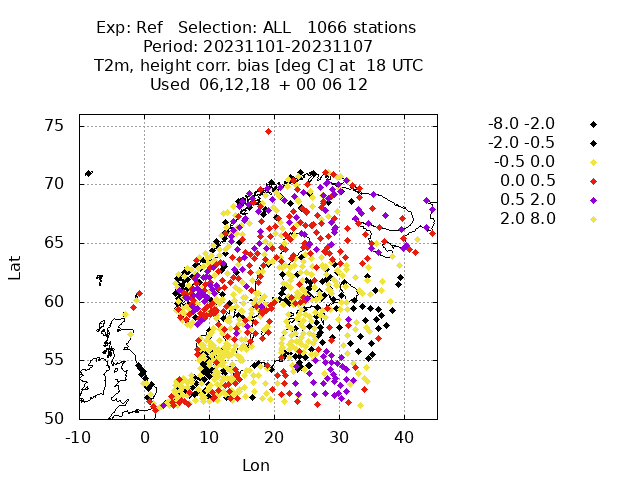 Exp: Ref   Selection: ALL   1066 stations
Period: 20231101-20231107
T2m, height corr. bias [deg C] at  18 UTC
Used  06,12,18  + 00 06 12
75
70
65
60
55
50
-10 0 10 20 30 40
Lat
Lon
-8.0 -2.0
-2.0 -0.5
-0.5 0.0
0.0 0.5
0.5 2.0
2.0 8.0